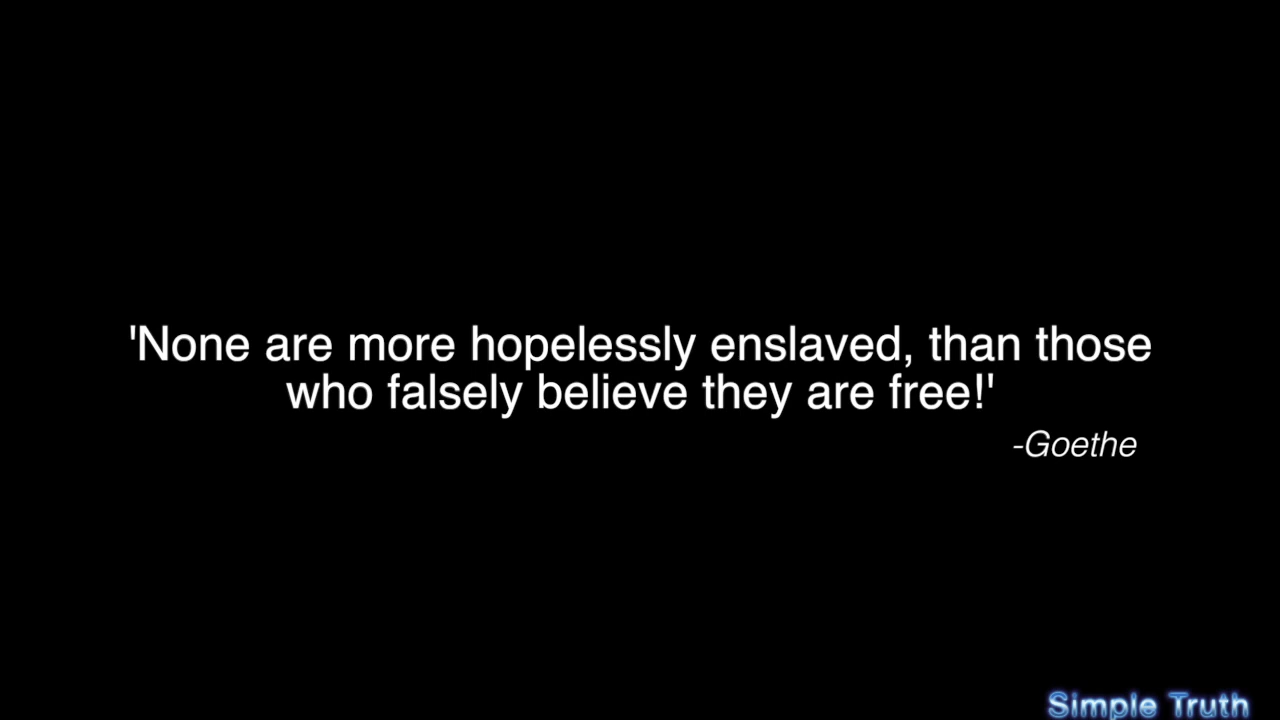 'None are more hopelessly enslaved, than those
who falsely believe they are free!'
-Goethe
Simple Truth